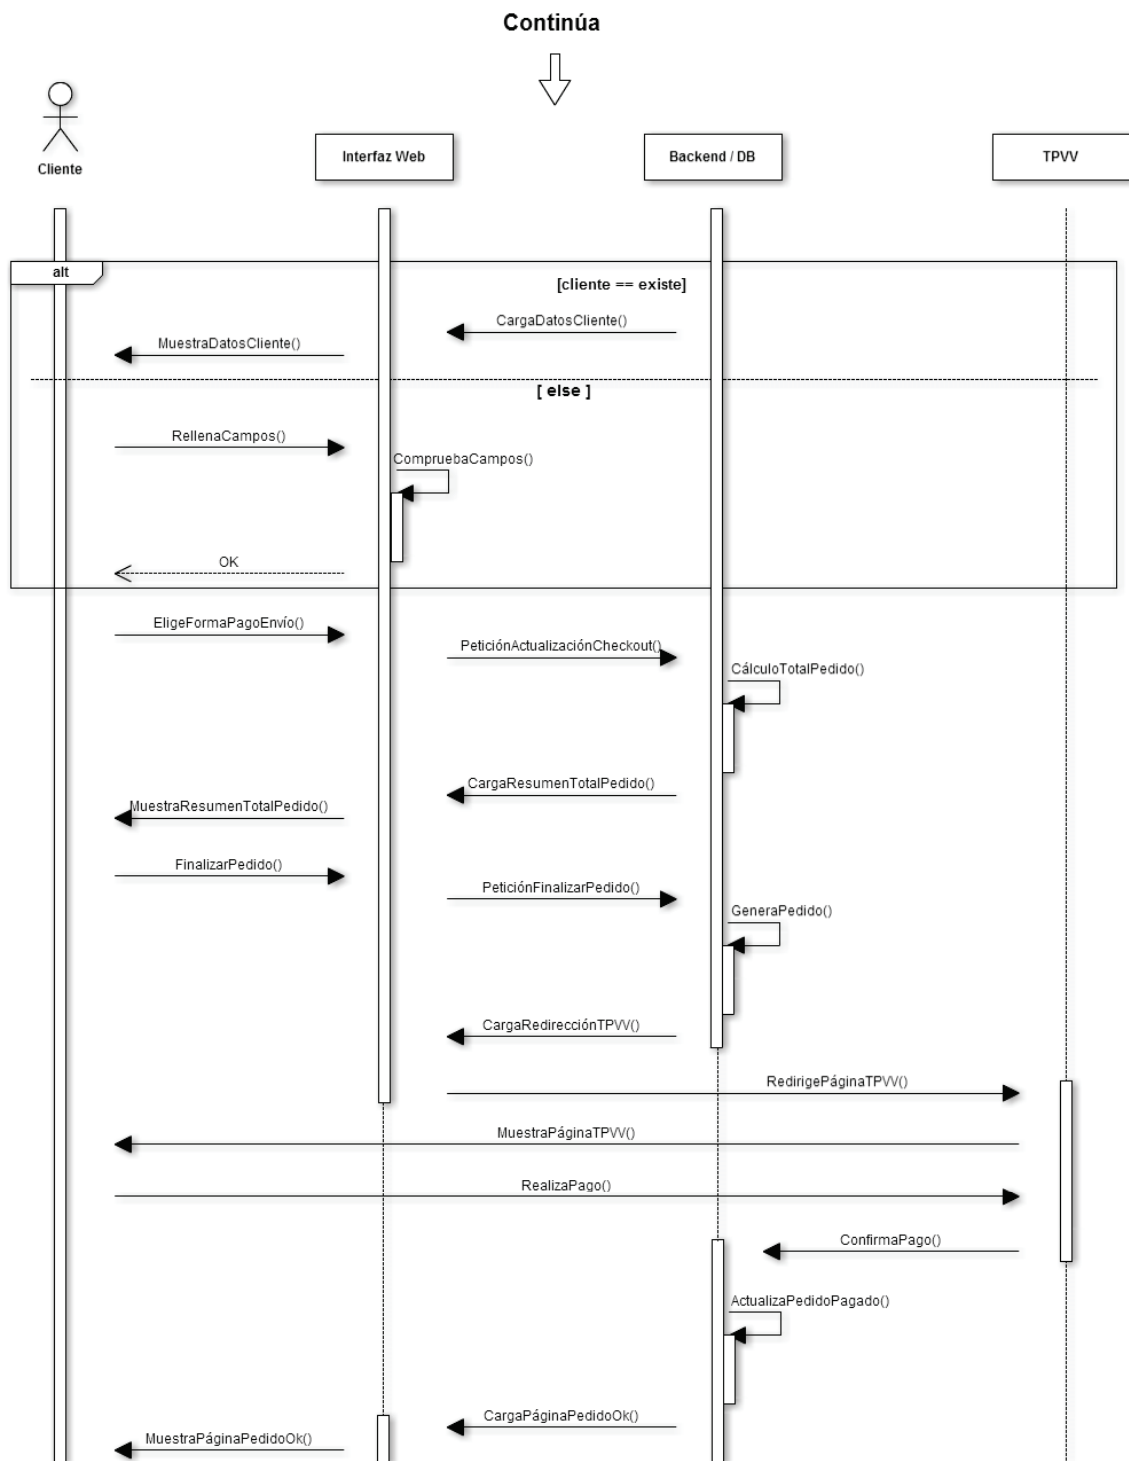 Continúa
Cliente
Interfaz Web
Backend / DB
TPVV
alt
[cliente == existe]
CargaDatosCliente()
MuestraDatosCliente()
[ else ]
RellenaCampos()
CompruebaCampos()
OK
EligeFormaPagoEnvío()
PeticiónActualizaciónCheckout()
CálculoTotalPedido()
CargaResumenTotalPedido()
MuestraResumenTotalPedido()
FinalizarPedido()
PeticiónFinalizarPedido()
GeneraPedido()
CargaRedirecciónTPVV()
RedirigePáginaTPVV()
MuestraPáginaTPVV()
RealizaPago()
ConfirmaPago()
ActualizaPedidoPagado()
CargaPáginaPedidoOk()
MuestraPáginaPedidoOk()